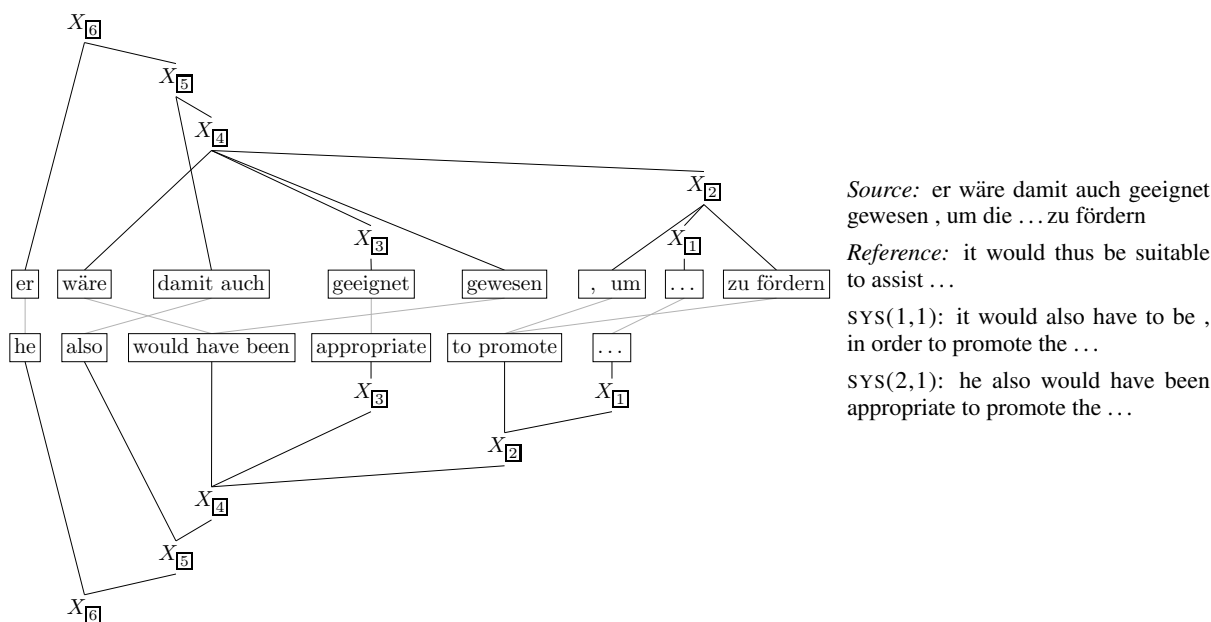 X6
X5
X4
X2
X3 X1
er wäre damit auch geeignet gewesen , um ... zu fördern
he also would have been appropriate to promote ...
X3 X1
X2
X4
X5
X6
Source: er wäre damit auch geeignet
gewesen , um die ... zu fördern
Reference: it would thus be suitable
to assist ...
SYS(1,1): it would also have to be ,
in order to promote the ...
SYS(2,1): he also would have been
appropriate to promote the ...